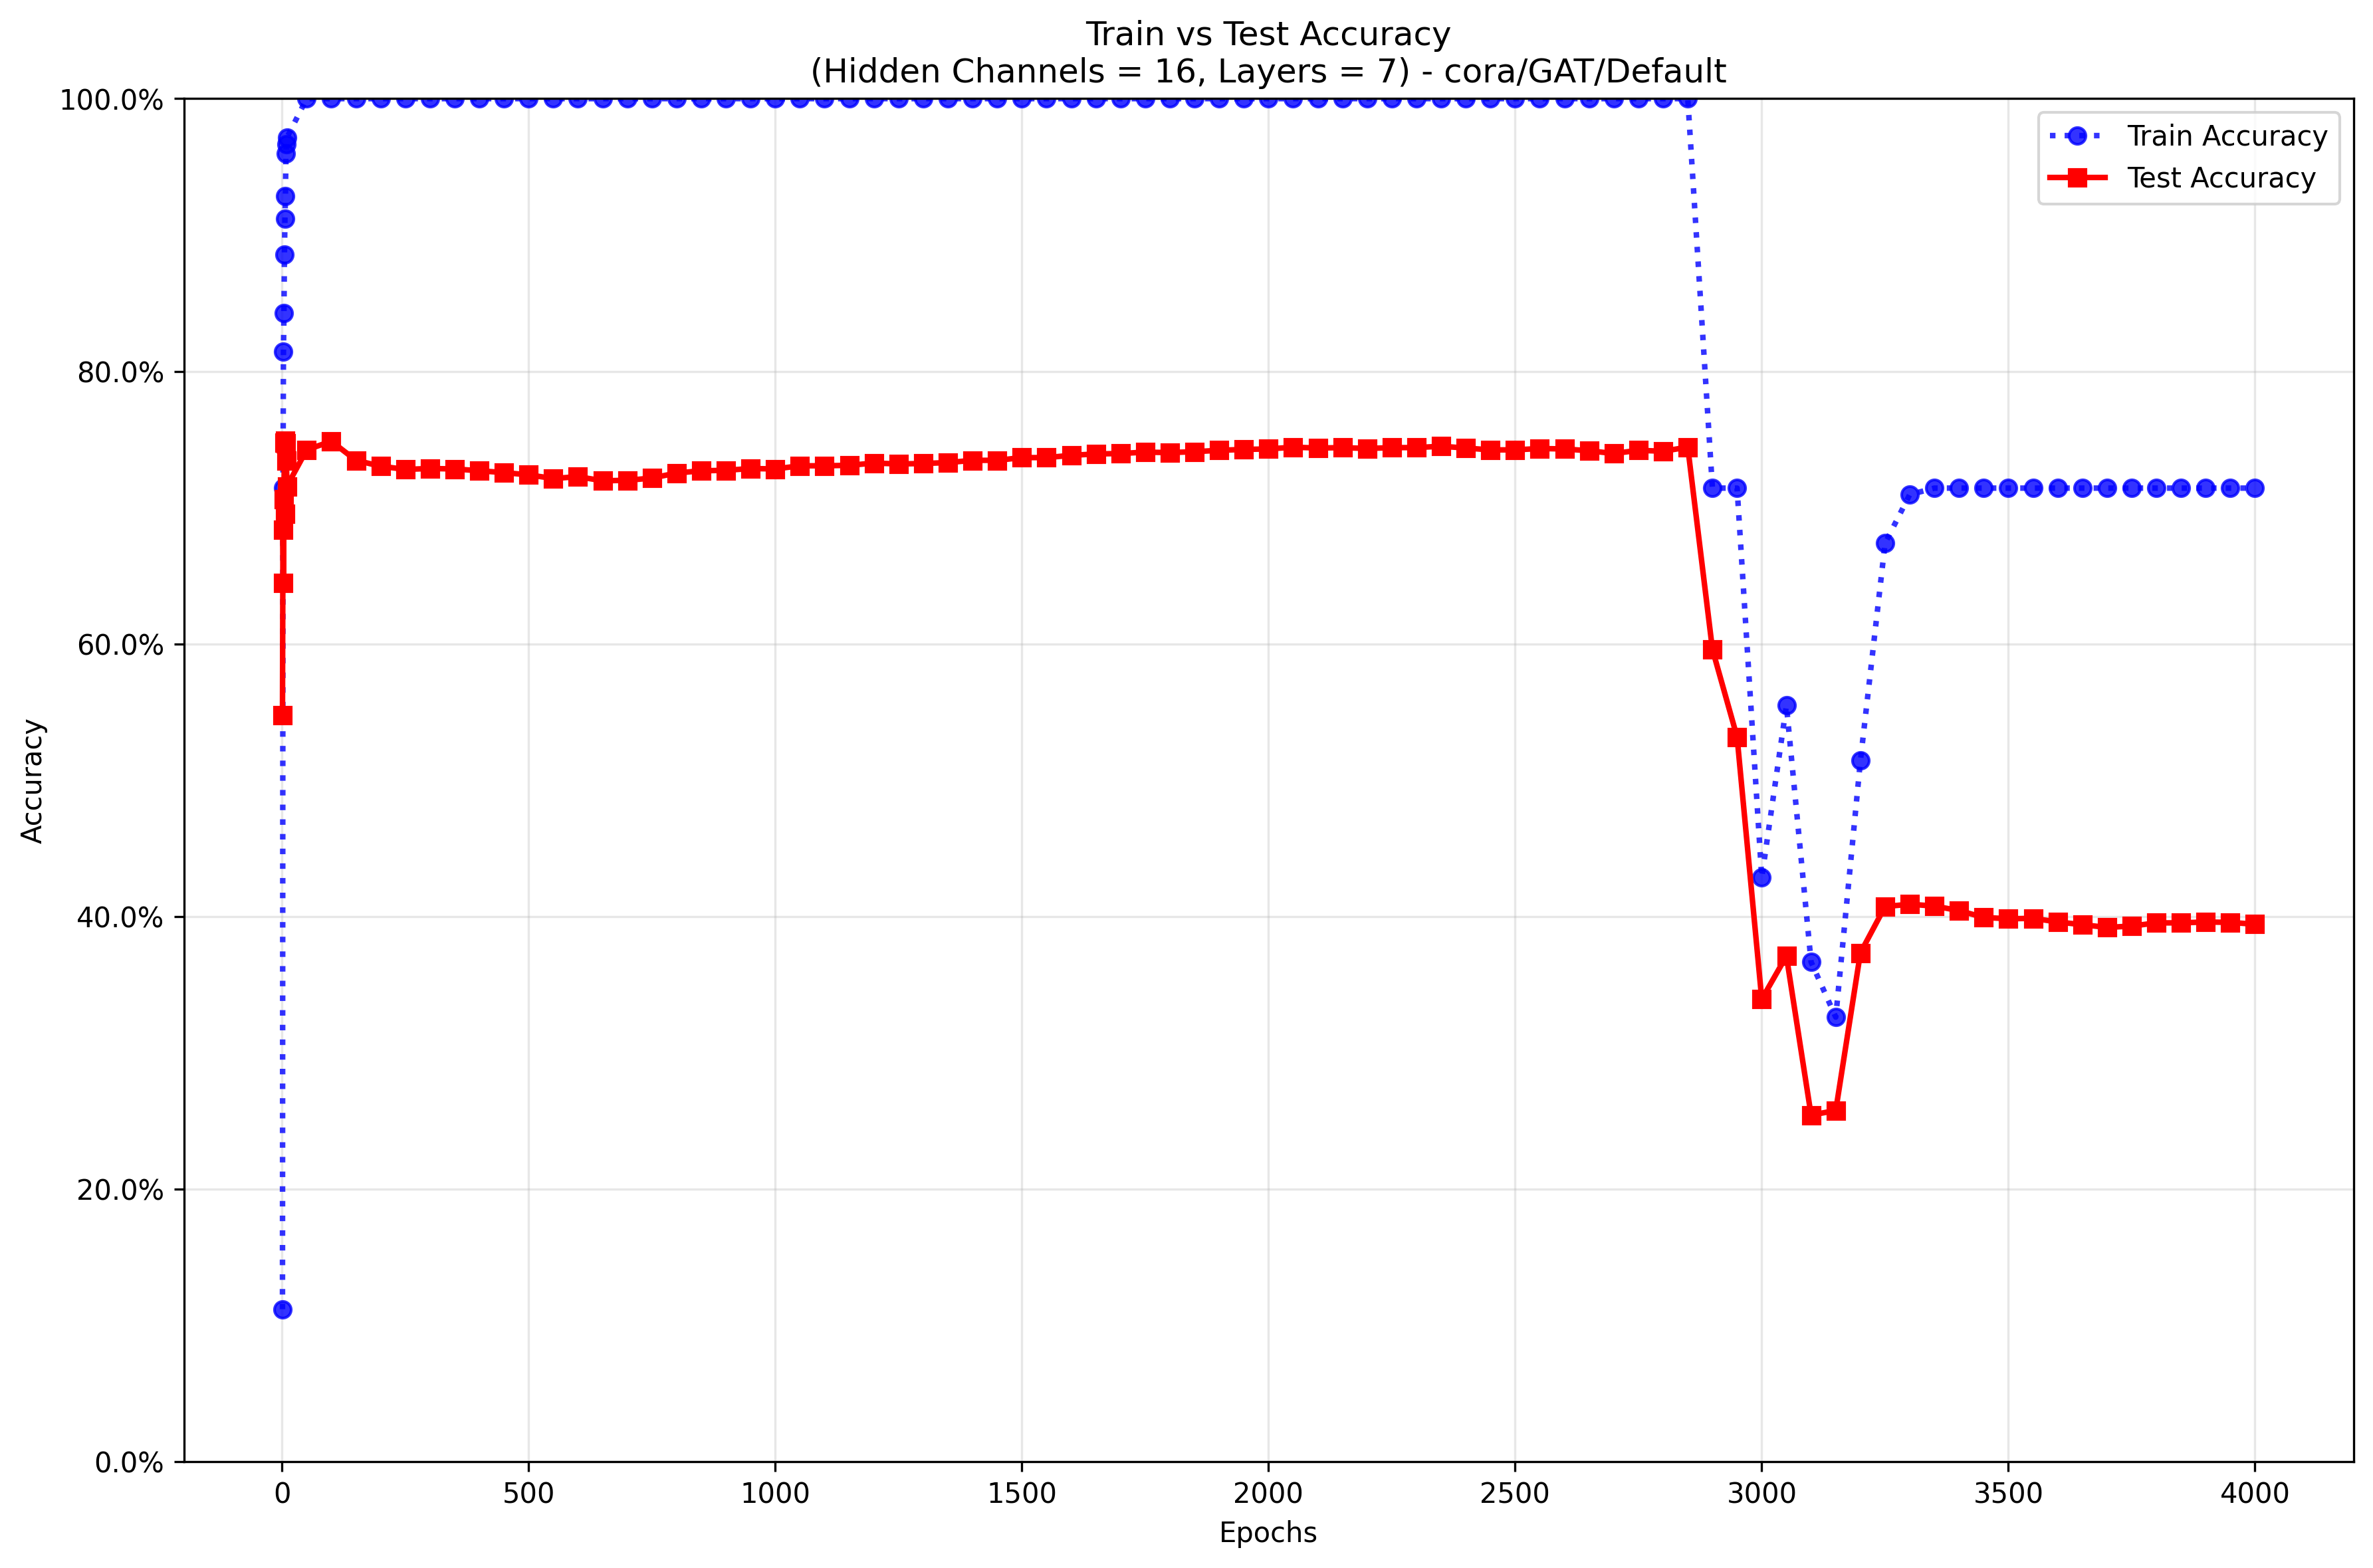 Train vs Test Accuracy
(Hidden Channels = 16, Layers = 7) - cora/GAT/Default
100.0%
80.0%
60.0%
40.0%
20.0%
0.0%
Accuracy
Train Accuracy
Test Accuracy
0 500 1000 1500 2000 2500 3000 3500 4000
Epochs